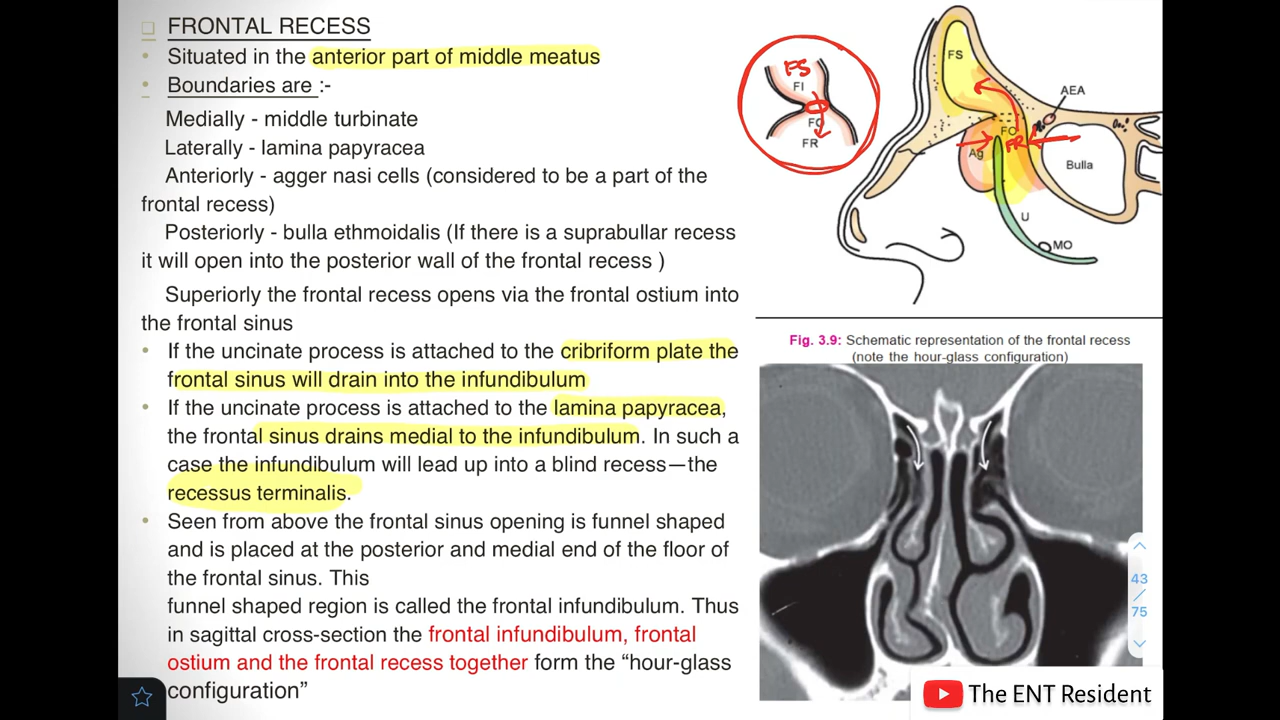 FRONTAL RECESS
• Situated in the anterior part of middle meatus
• Boundaries are :-
Medially - middle turbinate
Laterally - lamina papyracea
Anteriorly - agger nasi cells (considered to be a part of the
frontal recess)
Posteriorly - bulla ethmoidalis (If there is a suprabullar recess
it will open into the posterior wall of the frontal recess )
Superiorly the frontal recess opens via the frontal ostium into
the frontal sinus
• If the uncinate process is attached to the cribriform plate the
frontal sinus will drain into the infundibulum
• If the uncinate process is attached to the lamina papyracea,
the frontal sinus drains medial to the infundibulum. In such a
case the infundibulum will lead up into a blind recess—the
recessus terminalis.
• Seen from above the frontal sinus opening is funnel shaped
and is placed at the posterior and medial end of the floor of
the frontal sinus. This
funnel shaped region is called the frontal infundibulum. Thus
in sagittal cross-section the frontal infundibulum, frontal
ostium and the frontal recess together form the “hour-glass
configuration”
FS
FI
FO
FR
FS
AEA
FO
FR
Ag
Bulla
U
MO
Fig. 3.9: Schematic representation of the frontal recess
(note the hour-glass configuration)
43
/
75
The ENT Resident